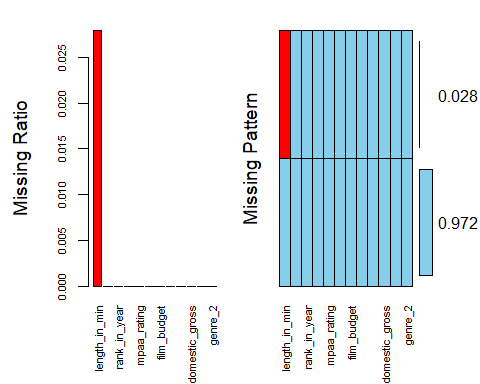 Missing Ratio
0.025
0.020
0.015
0.010
0.005
0.000
length_in_min
rank_in_year
mpaa_rating
film_budget
domestic_gross
genre_2
Missing Pattern
0.028
0.972
length_in_min
rank_in_year
mpaa_rating
film_budget
domestic_gross
genre_2